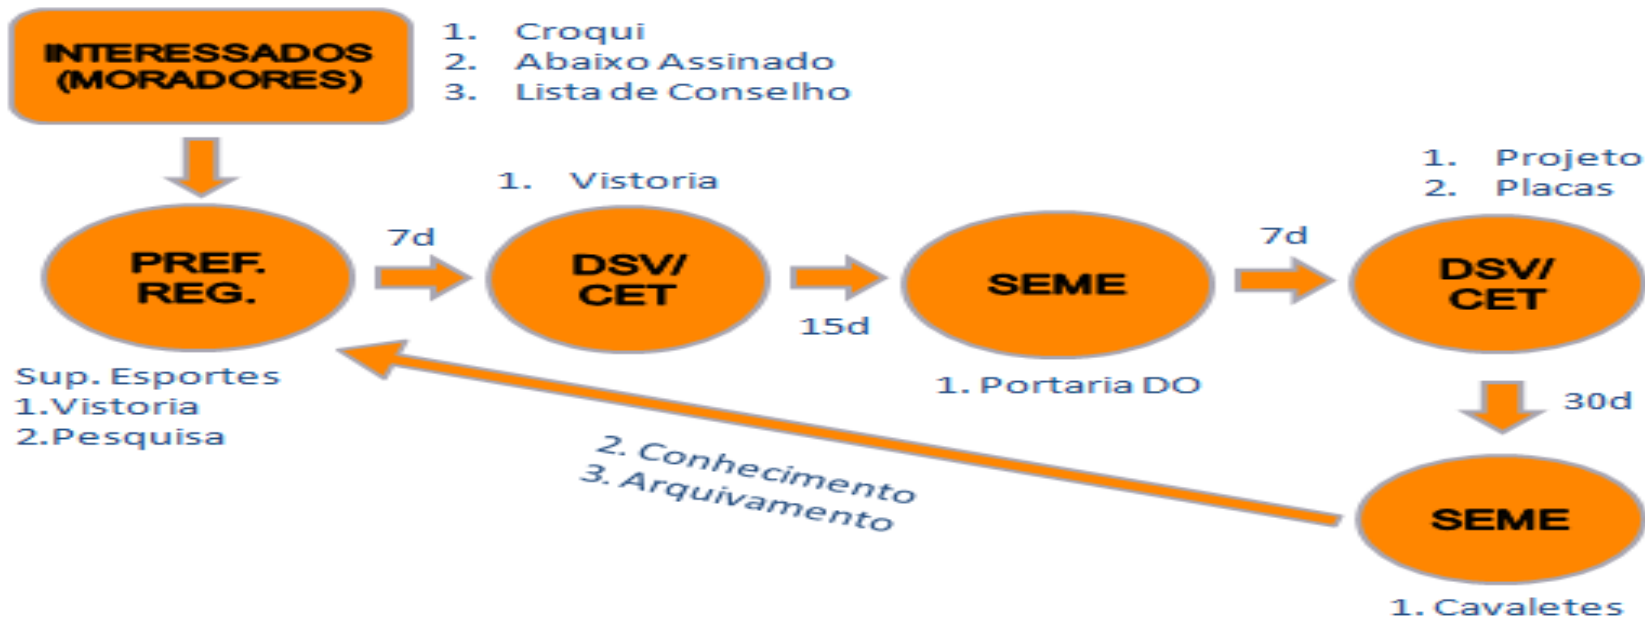 INTERESSADOS
(MORADORES)
1. Croqui
2. Abaixo Assinado
3. Lista de Conselho
PREF.
REG.
Sup. Esportes
1.Vistoria
2.Pesquisa
7d
1. Vistoria
DSV/
CET
15d
SEME
1. Portaria DO
7d
1. Projeto
2. Placas
DSV/
CET
30d
SEME
1. Cavaletes
2. Conhecimento
3. Arquivamento